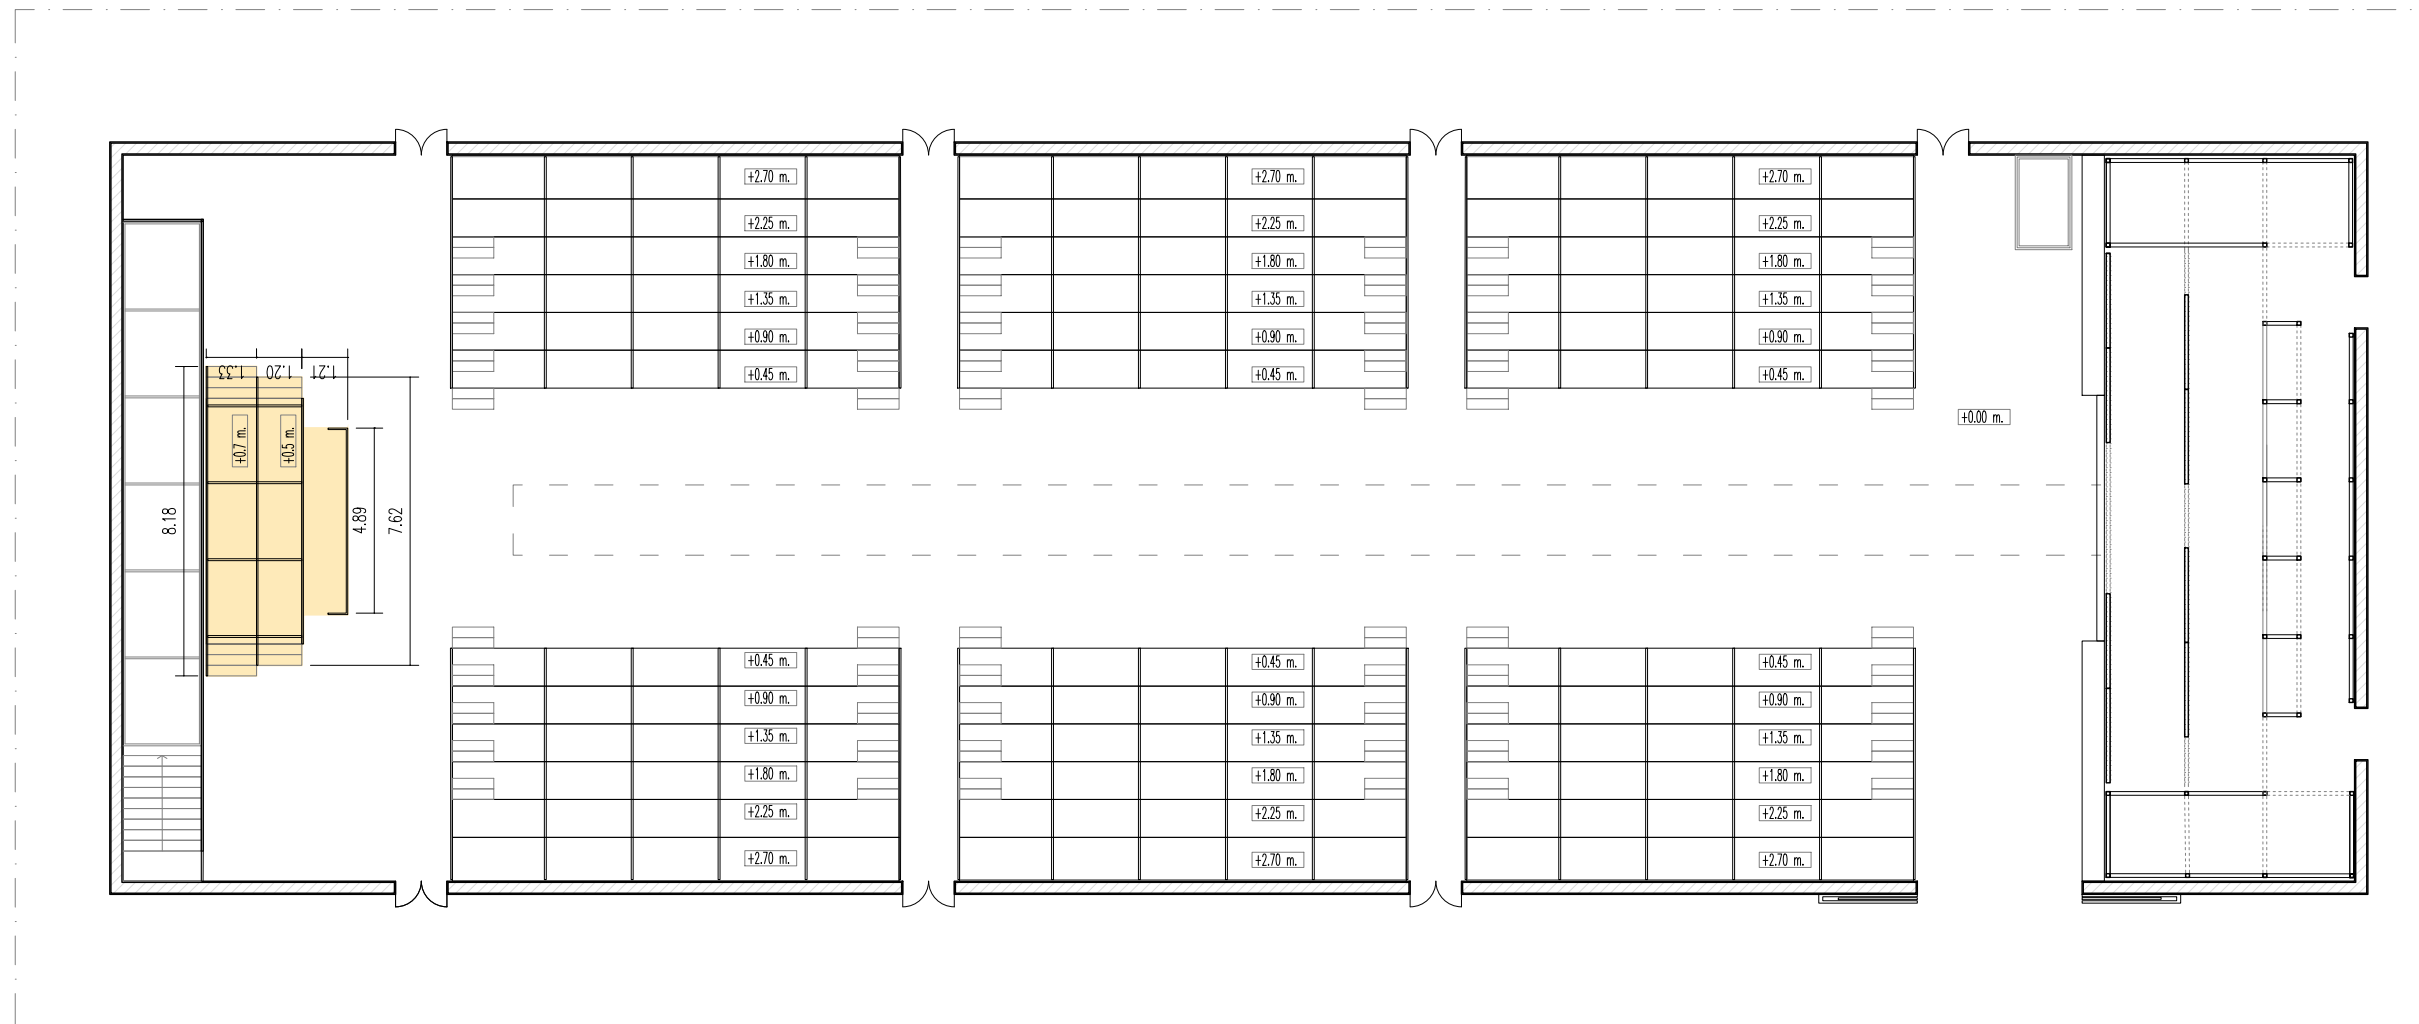 +2.70 m. +2.70 m. +2.70 m.
+2.25 m. +2.25 m. +2.25 m.
+1.80 m. +1.80 m. +1.80 m.
+1.35 m. +1.35 m. +1.35 m.
+0.90 m. +0.90 m. +0.90 m.
1.33 1.20 1.21
+0.45 m. +0.45 m. +0.45 m.
+0.00 m.
+0.7 m. +0.5 m.
8.18 4.89 7.62
+0.45 m. +0.45 m. +0.45 m.
+0.90 m. +0.90 m. +0.90 m.
+1.35 m. +1.35 m. +1.35 m.
+1.80 m. +1.80 m. +1.80 m.
+2.25 m. +2.25 m. +2.25 m.
+2.70 m. +2.70 m. +2.70 m.